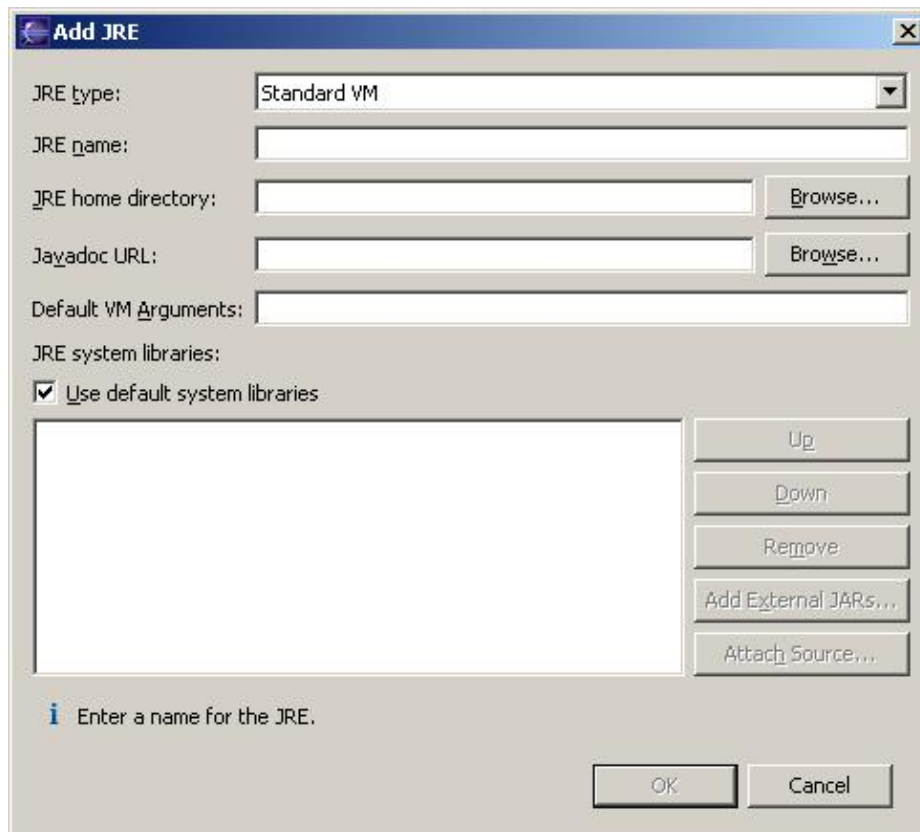 Add JRE
JRE type:
Standard VM
JRE name:
JRE home directory:
Browse...
Javadoc URL:
Browse...
Default VM Arguments:
JRE system libraries:
Use default system libraries
Up
Down
Remove
Add External JARs...
Attach Source...
i Enter a name for the JRE.
OK
Cancel